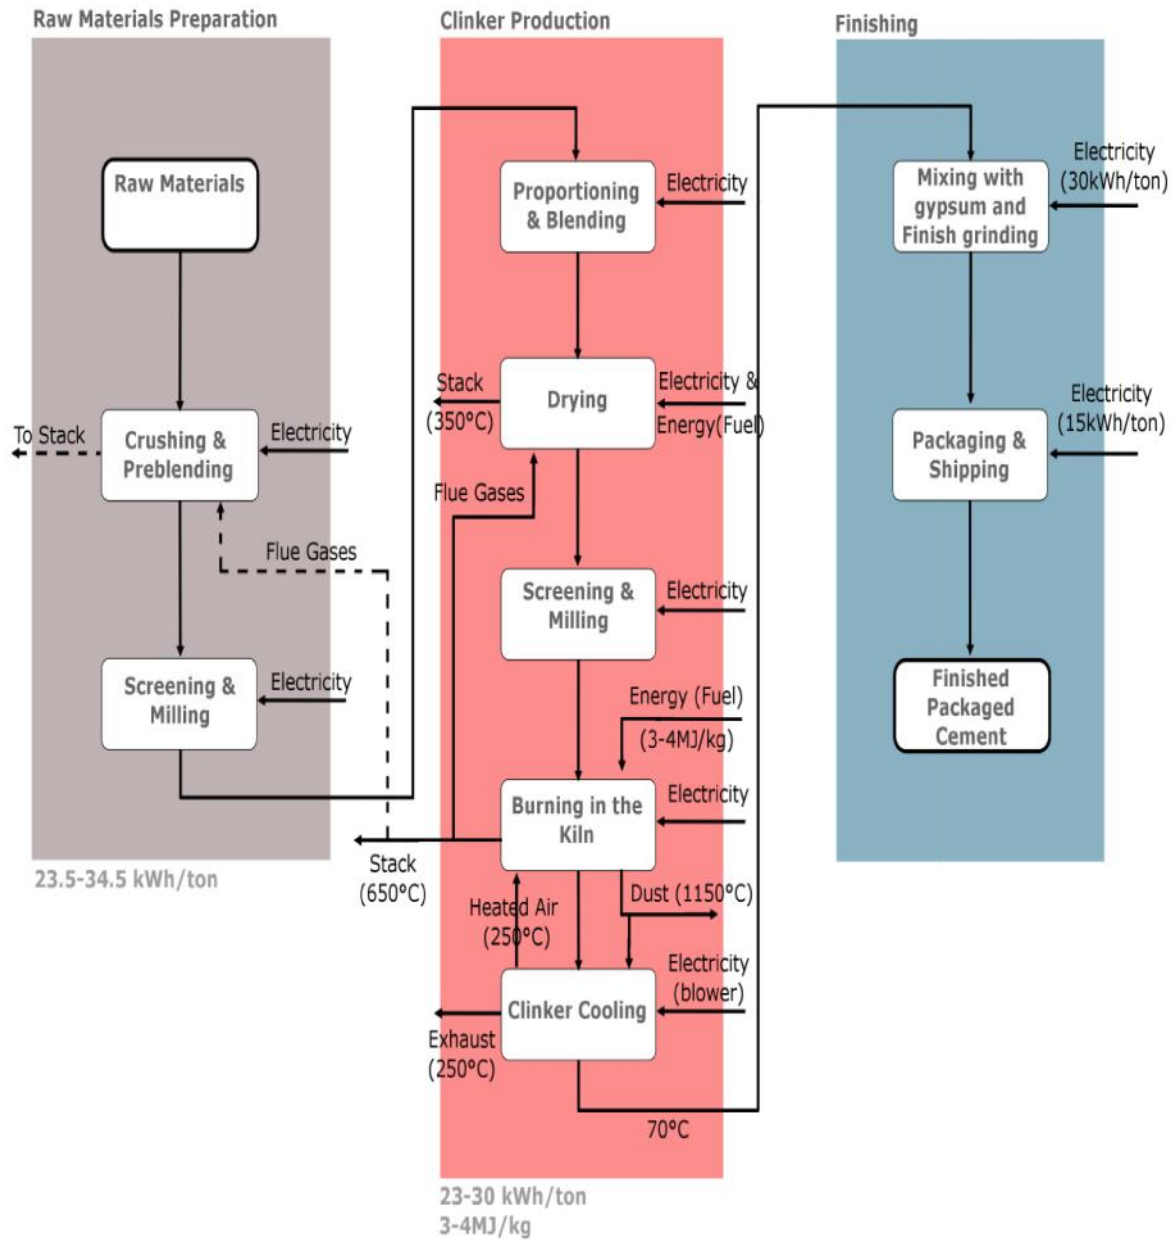 Raw Materials Preparation
Raw Materials
To Stack
Crushing &
Preblending
Electricity
Flue Gases
Screening &
Milling
Electricity
23.5-34.5 kWh/ton
Clinker Production
Proportioning
& Blending
Electricity
Stack
(350°C)
Drying
Electricity &
Energy(Fuel)
Flue Gases
Screening &
Milling
Electricity
Energy (Fuel)
(3-4MJ/kg)
Burning in the
Kiln
Electricity
Stack
(650°C)
Heated Air
(250°C)
Dust (1150°C)
Electricity
(blower)
Clinker Cooling
Exhaust
(250°C)
70°C
23-30 kWh/ton
3-4MJ/kg
Finishing
Mixing with
gypsum and
Finish grinding
Electricity
(30kWh/ton)
Packaging &
Shipping
Electricity
(15kWh/ton)
Finished
Packaged
Cement